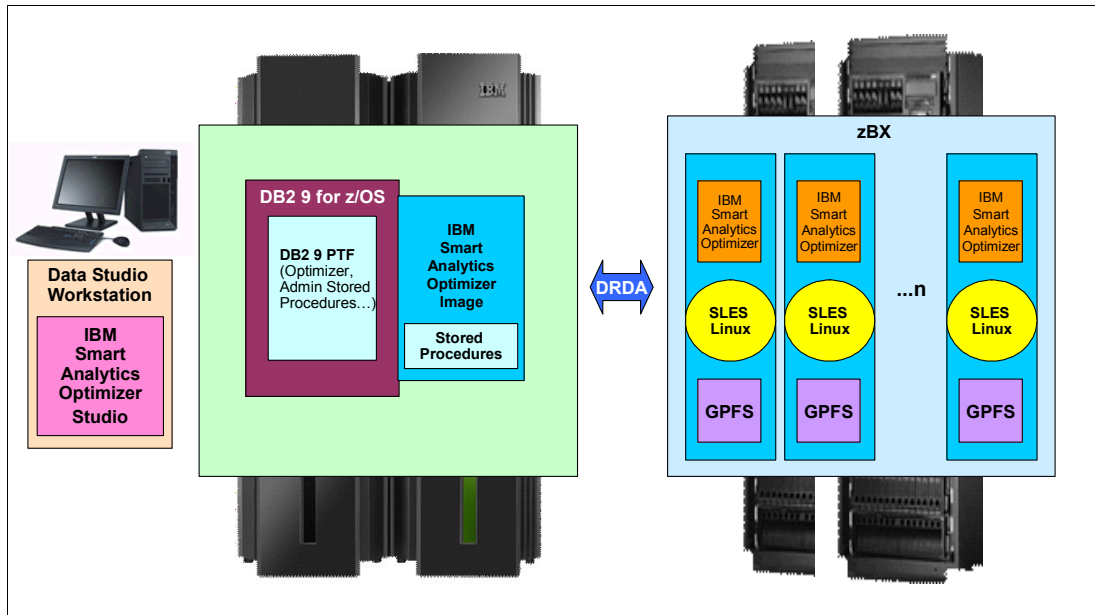 IBM
Data Studio
Workstation
IBM
Smart
Analytics
Optimizer
Studio
DB2 9 for z/OS
DB2 9 PTF
(Optimizer,
Admin Stored
Procedures…)
IBM
Smart
Analytics
Optimizer
Image
Stored
Procedures
DRDA
zBX
IBM
Smart
Analytics
Optimizer
SLES
Linux
GPFS
IBM
Smart
Analytics
Optimizer
SLES
Linux
GPFS
...n
IBM
Smart
Analytics
Optimizer
SLES
Linux
GPFS